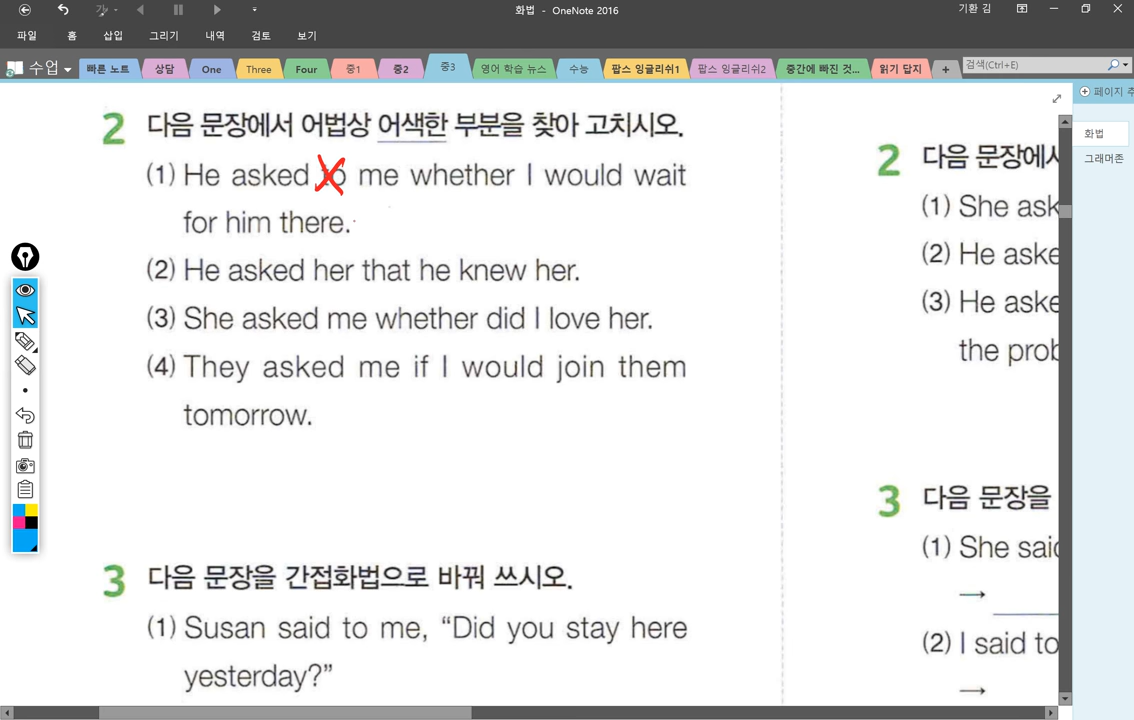 화법 - OneNote 2016
기환 김
파일 홈 삽입 그리기 내역 검토 보기
수업 빠른 노트 상담 One Three Four 중1 중2 중3 영어 학습 뉴스 수능 팝스 잉글리쉬1 팝스 잉글리쉬2 중간에 빠진 것... 읽기 답지 + 검색(Ctrl+E)
페이지 추
화법
그래머존
2 다음 문장에서 어법상 어색한 부분을 찾아 고치시오.
(1) He asked to me whether I would wait
for him there.
(2) He asked her that he knew her.
(3) She asked me whether did I love her.
(4) They asked me if I would join them
tomorrow.
3 다음 문장을 간접화법으로 바꿔 쓰시오.
(1) Susan said to me, “Did you stay here
yesterday?”
2 다음 문장에서
(1) She ask
(2) He aske
(3) He aske
the prob
3 다음 문장을
(1) She said
→
(2) I said to
→